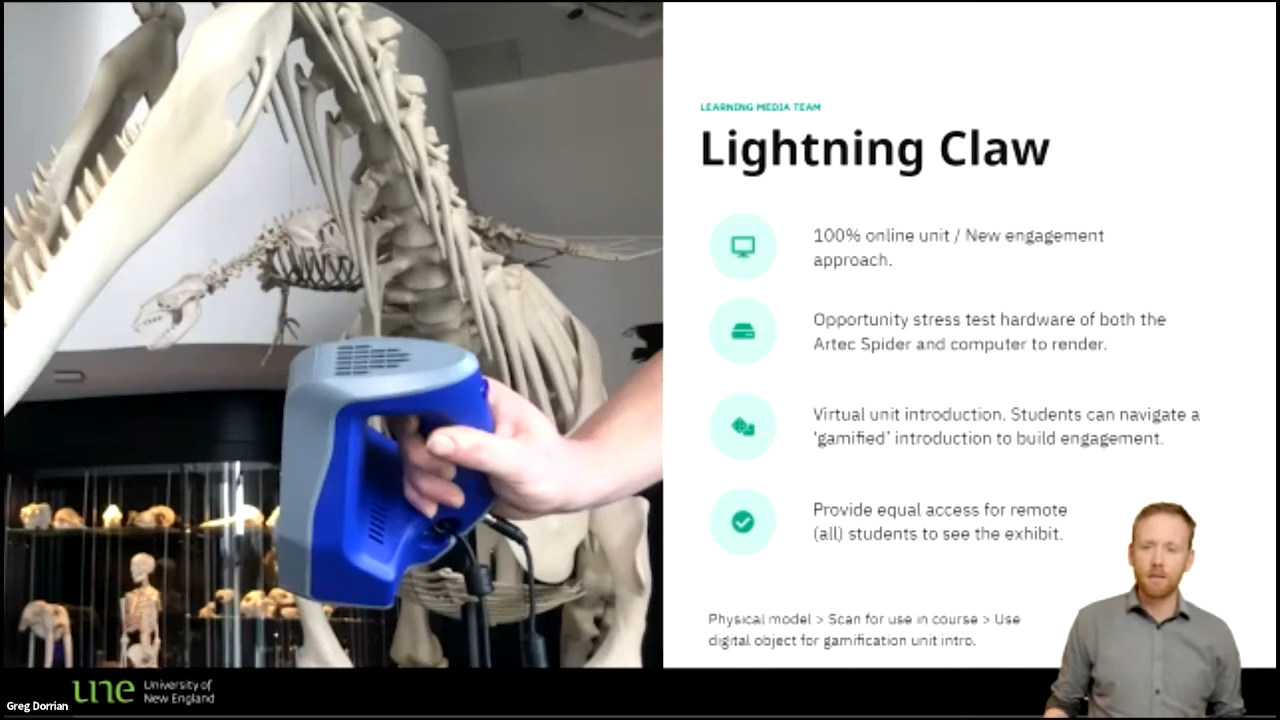 LEARNING MEDIA TEAM
Lightning Claw
100% online unit / New engagement
approach.
Opportunity stress test hardware of both the
Artec Spider and computer to render.
Virtual unit introduction. Students can navigate a
‘gamified’ introduction to build engagement.
Provide equal access for remote
(all) students to see the exhibit.
Physical model > Scan for use in course > Use
digital object for gamification unit intro.
une University of
New England
Greg Dorrian